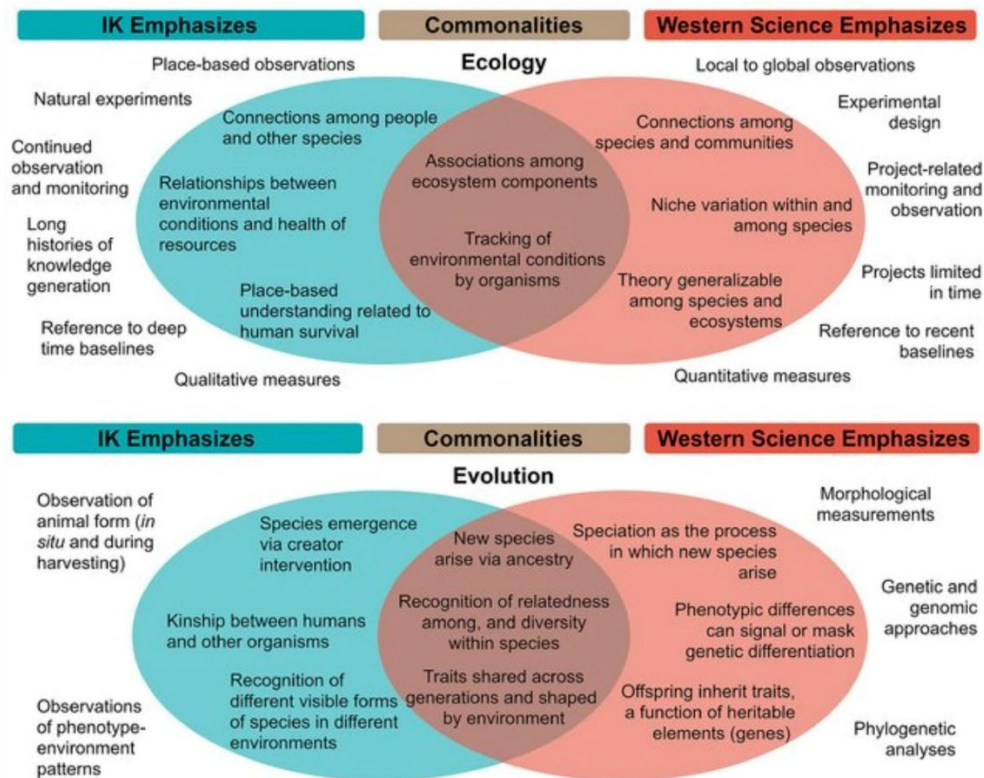 IK Emphasizes
Commonalities
Western Science Emphasizes
Ecology
Place-based observations
Natural experiments
Continued
observation
and monitoring
Long
histories of
knowledge
generation
Reference to deep
time baselines
Qualitative measures
Connections among people
and other species
Relationships between
environmental
conditions and health of
resources
Place-based
understanding related to
human survival
Associations among
ecosystem components
Tracking of
environmental conditions
by organisms
Connections among
species and communities
Niche variation within and
among species
Theory generalizable
among species and
ecosystems
Local to global observations
Experimental
design
Project-related
monitoring and
observation
Projects limited
in time
Reference to recent
baselines
Quantitative measures
IK Emphasizes
Commonalities
Western Science Emphasizes
Evolution
Observation of
animal form (in
situ and during
harvesting)
Observations
of phenotype-
environment
patterns
Species emergence
via creator
intervention
Kinship between humans
and other organisms
Recognition of
different visible forms
of species in different
environments
New species
arise via ancestry
Recognition of relatedness
among, and diversity
within species
Traits shared across
generations and shaped
by environment
Speciation as the process
in which new species
arise
Phenotypic differences
can signal or mask
genetic differentiation
Offspring inherit traits,
a function of heritable
elements (genes)
Morphological
measurements
Genetic and
genomic
approaches
Phylogenetic
analyses